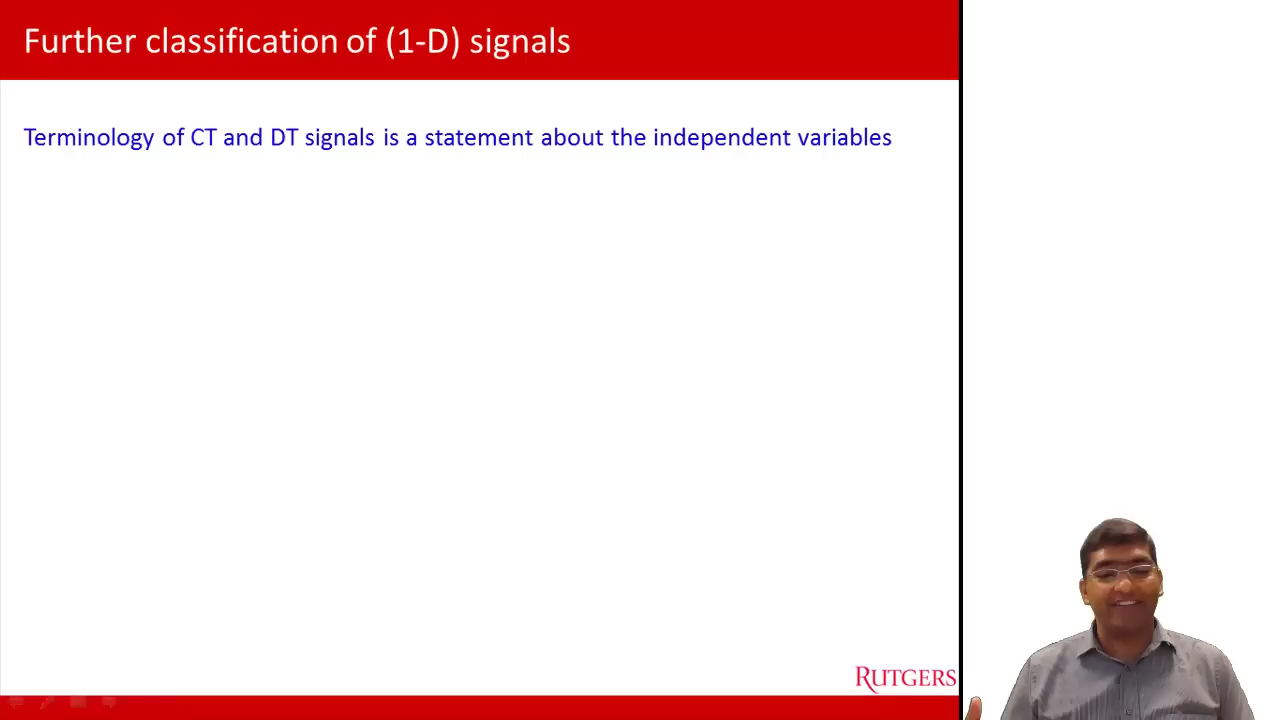 Further classification of (1-D) signals
Terminology of CT and DT signals is a statement about the independent variables
RUTGERS